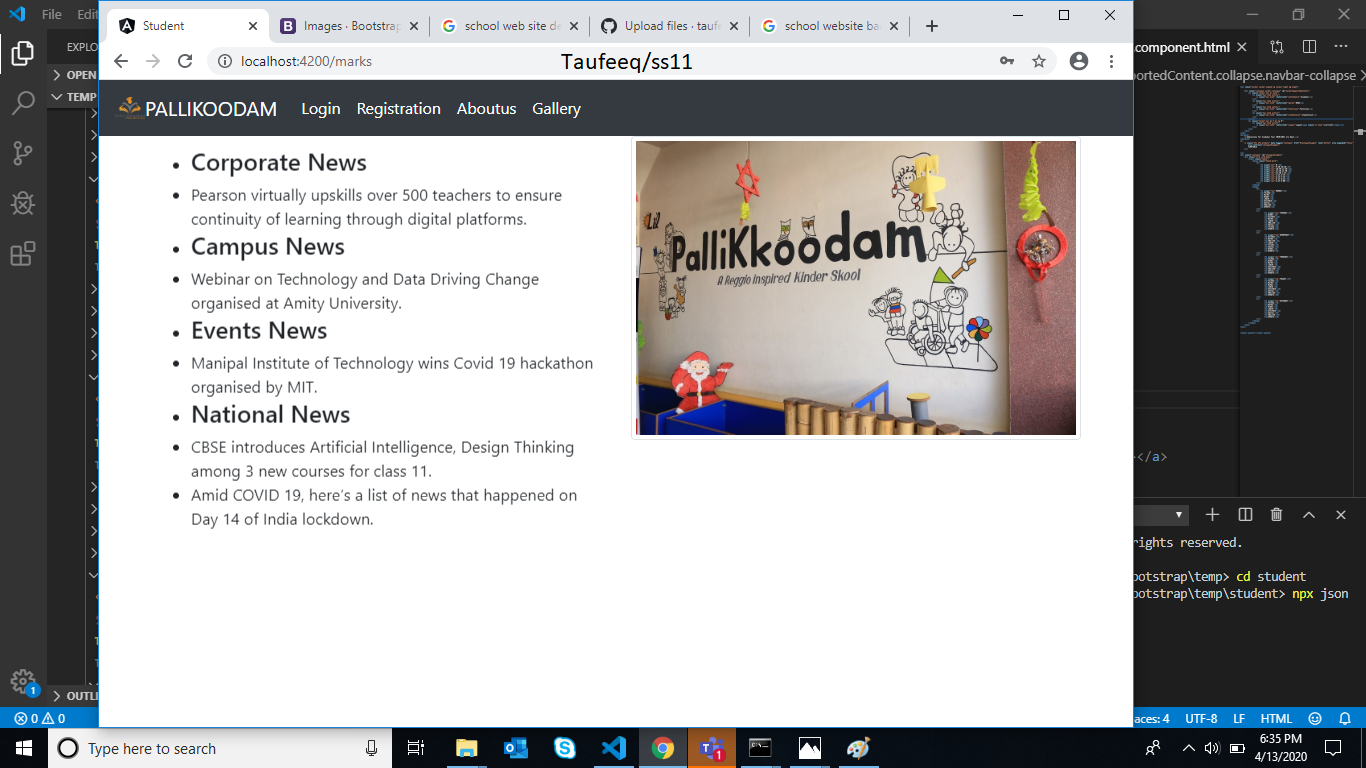 File
Edi
Student
Images · Bootstrap
school web site de
Upload files · taufe
school website ba
component.html
EXPLO
localhost:4200/marks
Taufeeq/ss11
OPEN
portedContent.collapse.navbar-collapse
TEMP
PALLIKOODAM
Login
Registration
Aboutus
Gallery
Corporate News
Pearson virtually upskills over 500 teachers to ensure
continuity of learning through digital platforms.
Campus News
Webinar on Technology and Data Driving Change
organised at Amity University.
Events News
Manipal Institute of Technology wins Covid 19 hackathon
organised by MIT.
National News
CBSE introduces Artificial Intelligence, Design Thinking
among 3 new courses for class 11.
Amid COVID 19, here's a list of news that happened on
Day 14 of India lockdown.
PalliKkoodam
A Reggio Inspired Kinder Skool
></a>
rights reserved.
ootstrap\temp> cd student
ootstrap\temp\student> npx json
1
OUTLI
0 0
aces: 4
UTF-8
LF
HTML
Type here to search
1
6:35 PM
4/13/2020